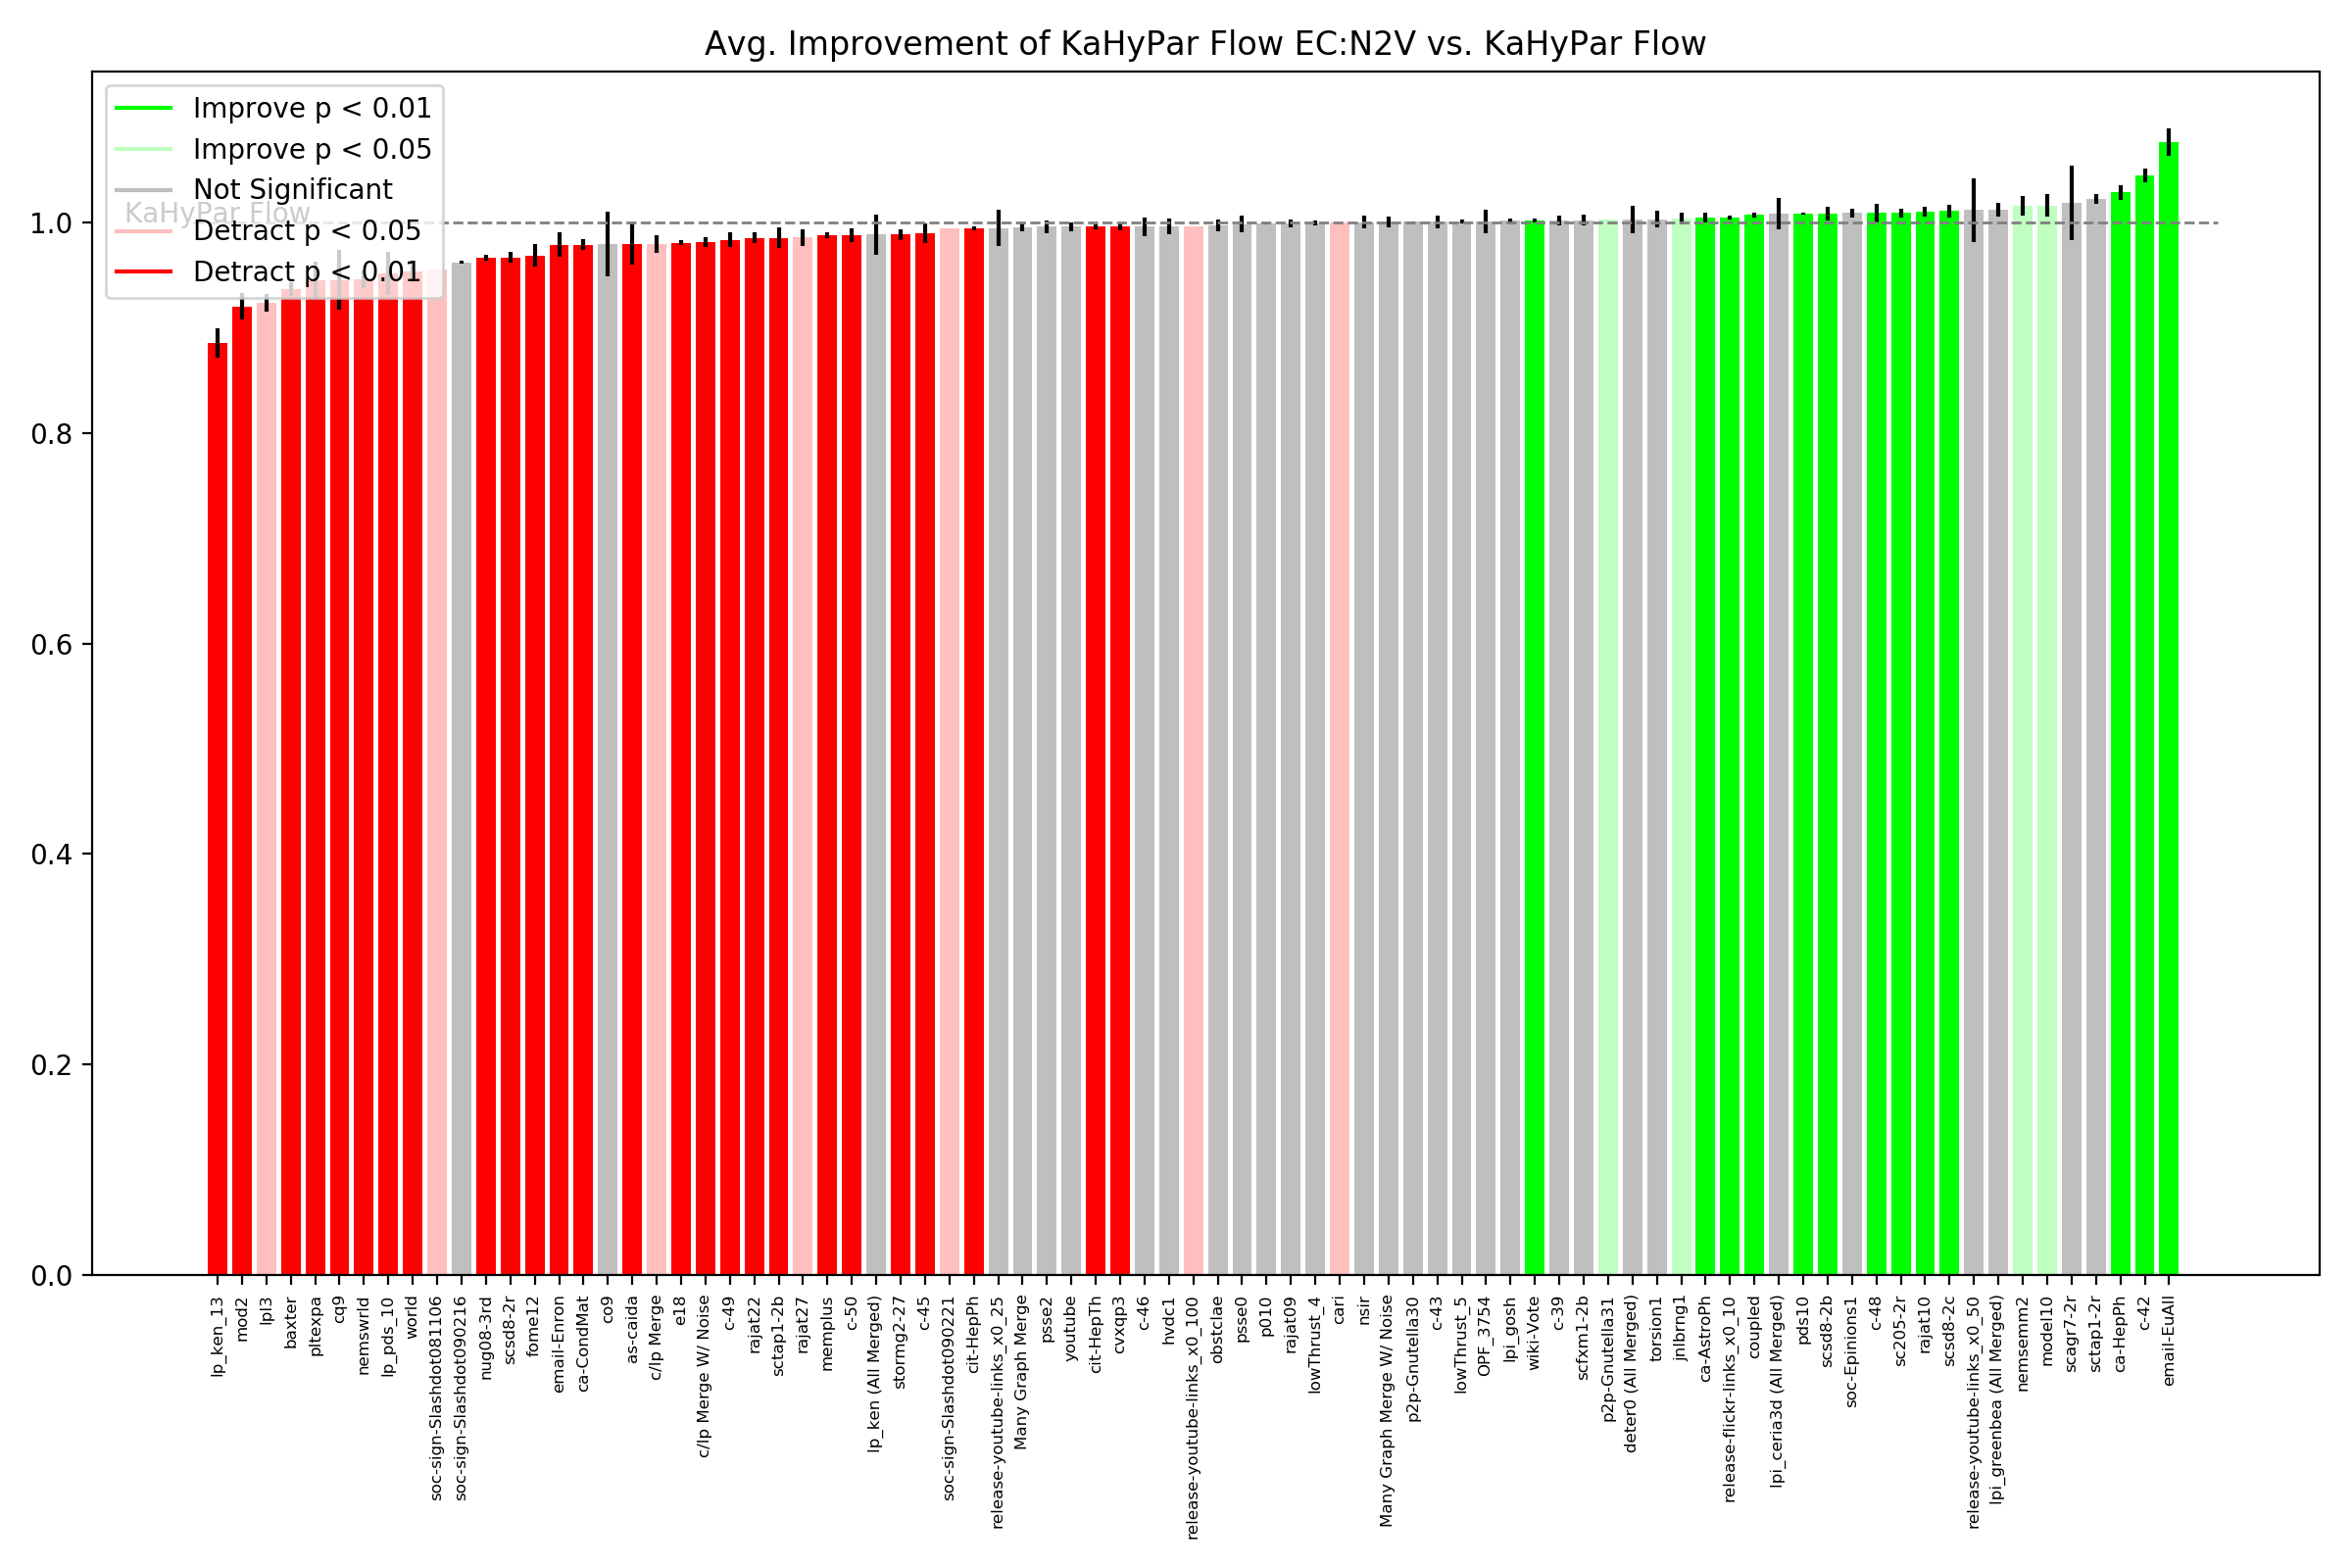 Avg. Improvement of KaHyPar Flow EC:N2V vs. KaHyPar Flow
Improve p < 0.01
Improve p < 0.05
Not Significant
KaHyPar Flow
Detract p < 0.05
Detract p < 0.01
1.0
0.8
0.6
0.4
0.2
0.0
lp_ken_13
mod2
lpl3
baxter
pltexpa
cq9
nemswrld
lp_pds_10
world
soc-sign-Slashdot081106
soc-sign-Slashdot090216
nug08-3rd
scsd8-2r
fome12
email-Enron
ca-CondMat
co9
as-caida
c/lp Merge
e18
c/lp Merge W/ Noise
c-49
rajat22
sctap1-2b
rajat27
memplus
c-50
lp_ken (All Merged)
stormg2-27
c-45
soc-sign-Slashdot090221
cit-HepPh
release-youtube-links_x0_25
Many Graph Merge
psse2
youtube
cit-HepTh
cvxqp3
c-46
hvdc1
release-youtube-links_x0_100
obstclae
psse0
p010
rajat09
lowThrust_4
cari
nsir
Many Graph Merge W/ Noise
p2p-Gnutella30
c-43
lowThrust_5
OPF_3754
lpi_gosh
wiki-Vote
c-39
scfxm1-2b
p2p-Gnutella31
deter0 (All Merged)
torsion1
jnlbrng1
ca-AstroPh
release-flickr-links_x0_10
coupled
lpi_ceria3d (All Merged)
pds10
scsd8-2b
soc-Epinions1
c-48
sc205-2r
rajat10
scsd8-2c
release-youtube-links_x0_50
lpi_greenbea (All Merged)
nemsemm2
model10
scagr7-2r
sctap1-2r
ca-HepPh
c-42
email-EuAll